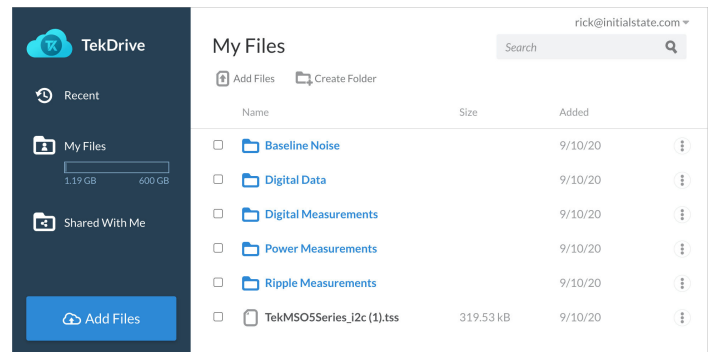 TK TekDrive
Recent
My Files
1.19 GB 600 GB
Shared With Me
Add Files
rick@initialstate.com
My Files
Search
Add Files Create Folder
Name Size Added
Baseline Noise 9/10/20
Digital Data 9/10/20
Digital Measurements 9/10/20
Power Measurements 9/10/20
Ripple Measurements 9/10/20
TekMSO5Series_i2c (1).tss 319.53 kB 9/10/20